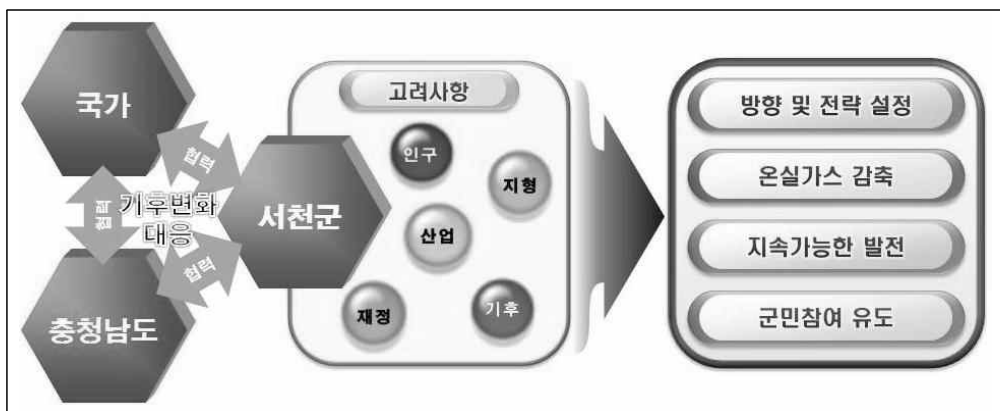 국가
협력
협력
기후변화
대응
협력
충청남도
서천군
고려사항
인구
지형
산업
재정
기후
방향 및 전략 설정
온실가스 감축
지속가능한 발전
군민참여 유도